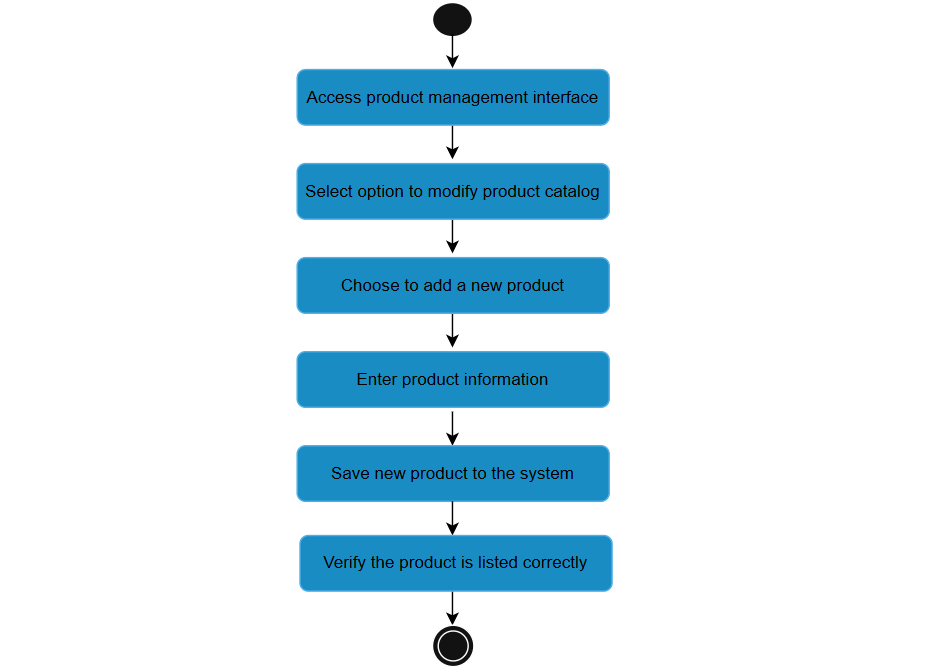 Access product management interface
Select option to modify product catalog
Choose to add a new product
Enter product information
Save new product to the system
Verify the product is listed correctly